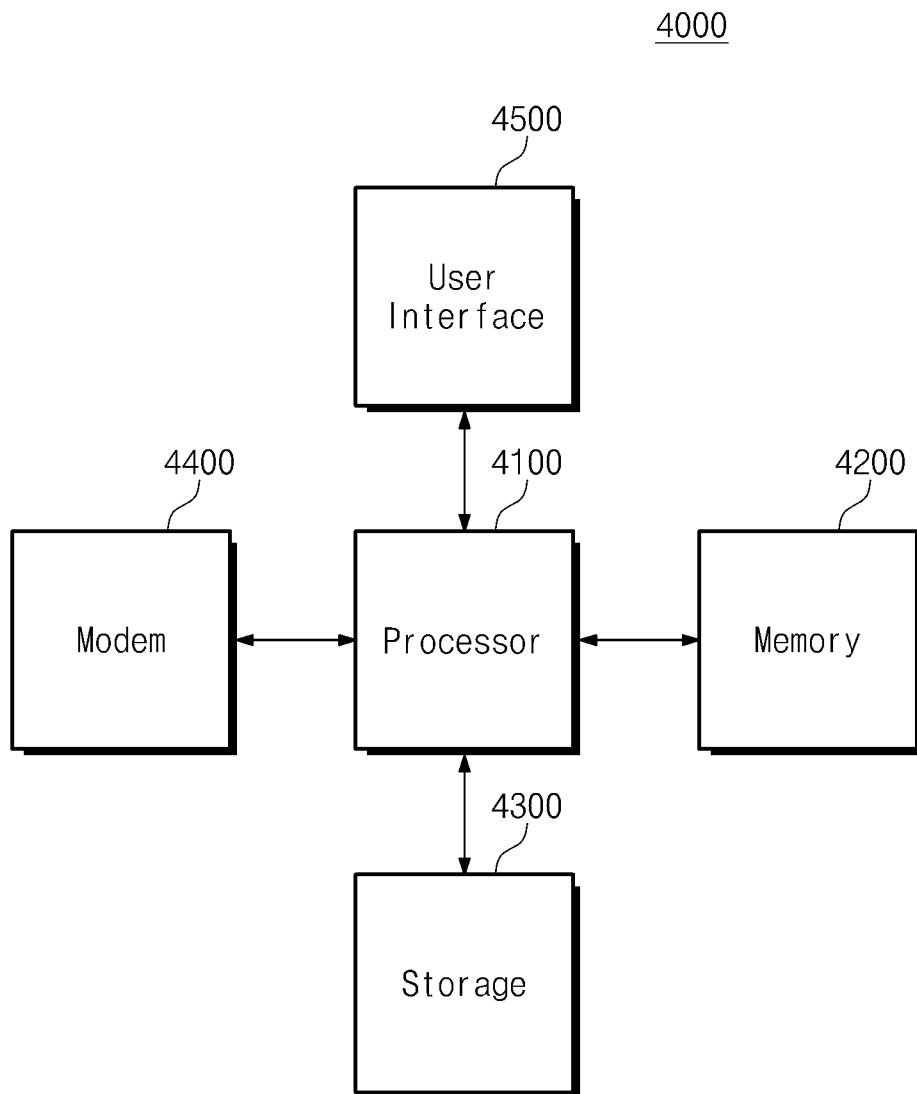 4000
4500
User
Interface
4400
4100
4200
Modem
Processor
Memory
4300
Storage